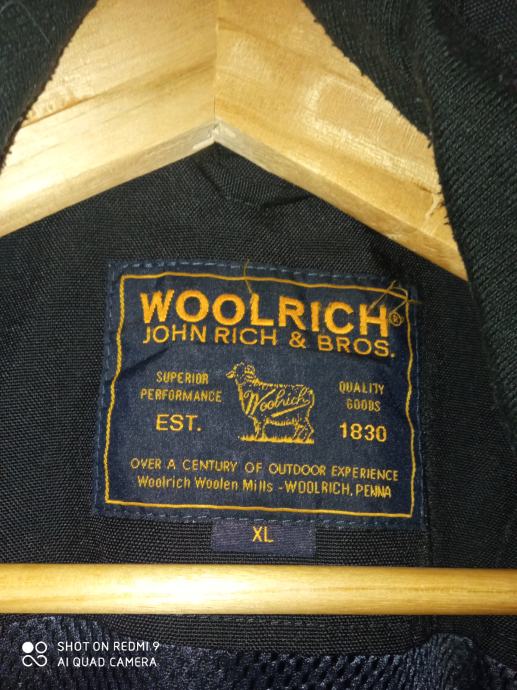 WOOLRICH®
JOHN RICH & BROS.
SUPERIOR
PERFORMANCE
Woolrich
QUALITY
GOODS
EST.
1830
OVER A CENTURY OF OUTDOOR EXPERIENCE
Woolrich Woolen Mills - WOOLRICH, PENNA
XL
SHOT ON REDMI 9
AI QUAD CAMERA